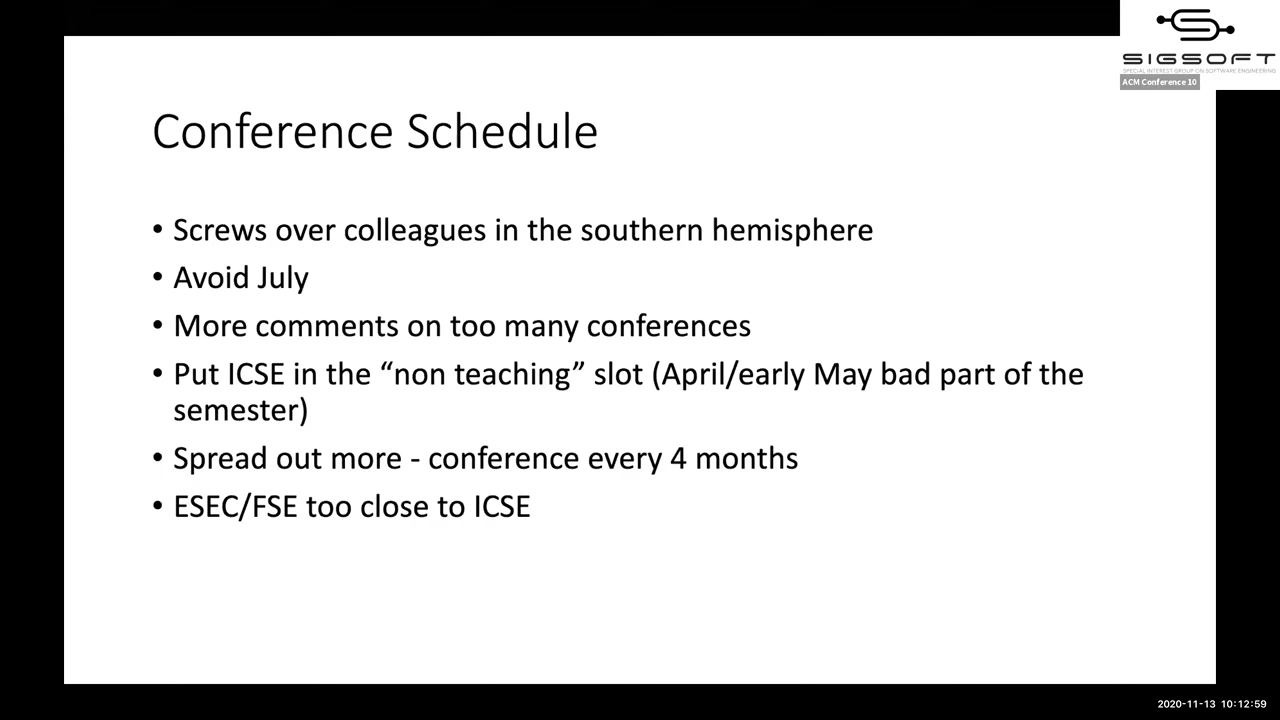 SIGSOFT
SPECIAL INTEREST GROUP ON SOFTWARE ENGINEERING
ACM Conference 10
Conference Schedule
• Screws over colleagues in the southern hemisphere
• Avoid July
• More comments on too many conferences
• Put ICSE in the “non teaching” slot (April/early May bad part of the
semester)
• Spread out more - conference every 4 months
• ESEC/FSE too close to ICSE
2020-11-13 10:12:59